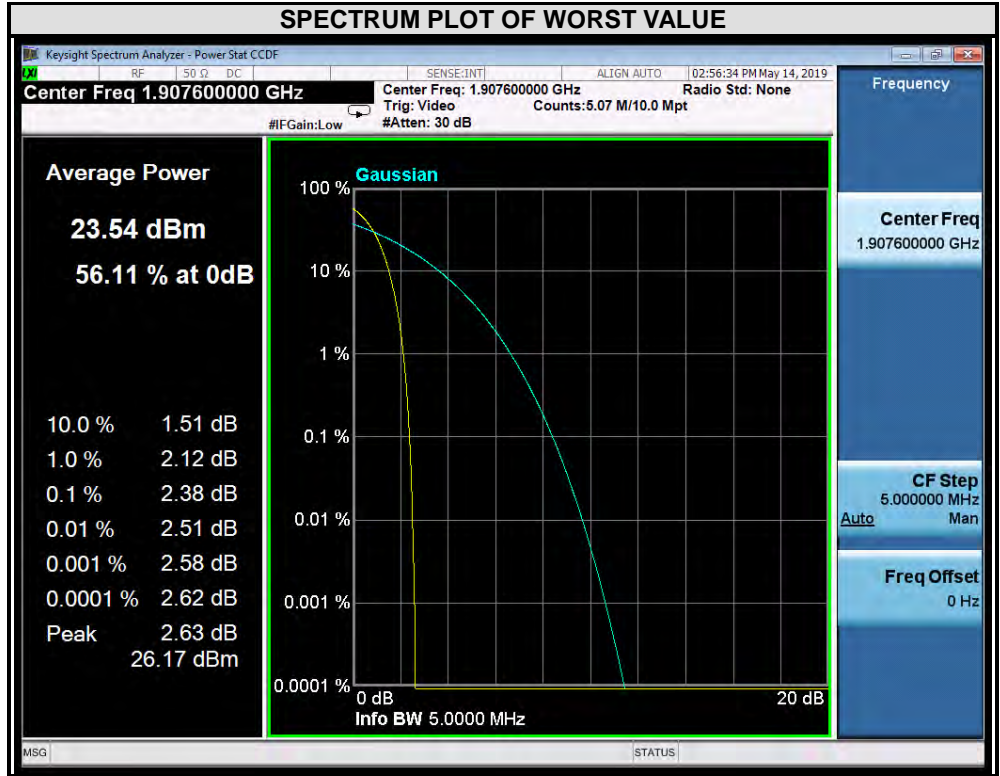 SPECTRUM PLOT OF WORST VALUE
Keysight Spectrum Analyzer - Power Stat CCDF
LXI RF 50 Ω DC SENSE:INT ALIGN AUTO 02:56:34 PM May 14, 2019
Center Freq 1.907600000 GHz
Center Freq: 1.907600000 GHz Radio Std: None
Trig: Video Counts:5.07 M/10.0 Mpt
#IFGain:Low #Atten: 30 dB
Frequency
Average Power
23.54 dBm
56.11 % at 0dB
10.0 % 1.51 dB
1.0 % 2.12 dB
0.1 % 2.38 dB
0.01 % 2.51 dB
0.001 % 2.58 dB
0.0001 % 2.62 dB
Peak 2.63 dB
26.17 dBm
Gaussian
100 %
10 %
1 %
0.1 %
0.01 %
0.001 %
0.0001 %
0 dB 20 dB
Info BW 5.0000 MHz
Center Freq
1.907600000 GHz
CF Step
5.000000 MHz
Auto Man
Freq Offset
0 Hz
MSG STATUS